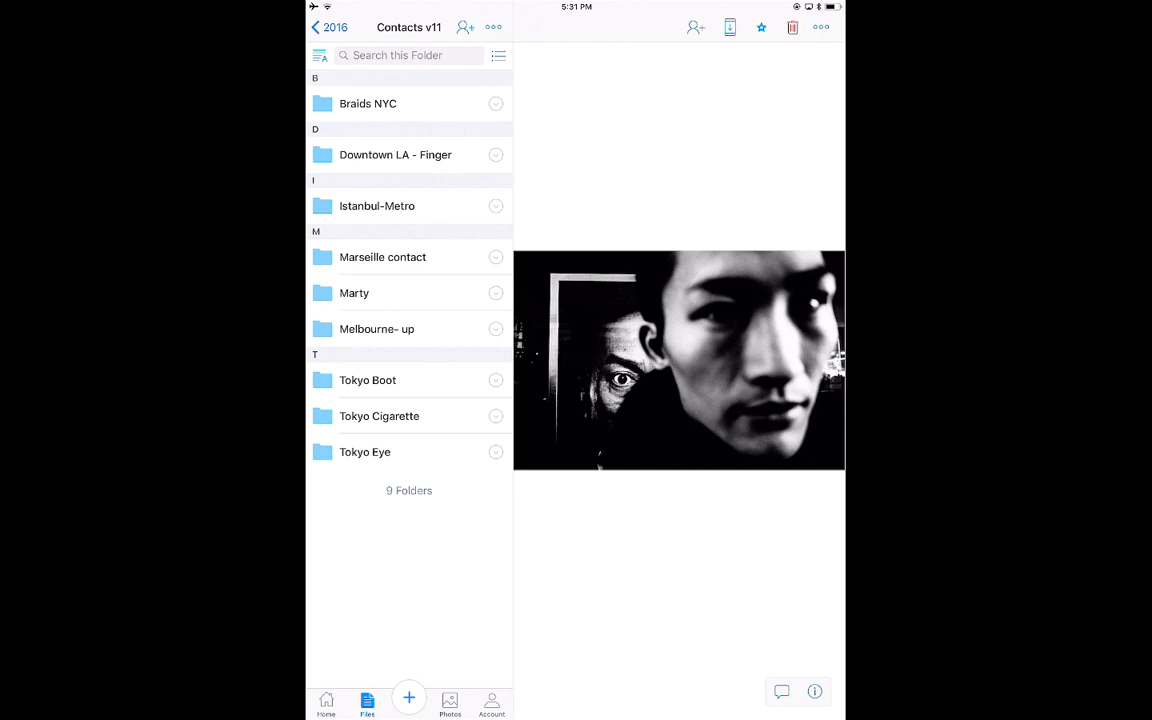 5:31 PM
2016
Contacts v11
A
Search this Folder
B
Braids NYC
D
Downtown LA - Finger
I
Istanbul-Metro
M
Marseille contact
Marty
Melbourne- up
T
Tokyo Boot
Tokyo Cigarette
Tokyo Eye
9 Folders
Home
Files
Photos
Account